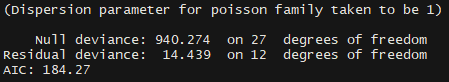 (Dispersion parameter for poisson family taken to be 1)
Null deviance: 940.274 on 27 degrees of freedom
Residual deviance: 14.439 on 12 degrees of freedom
AIC: 184.27